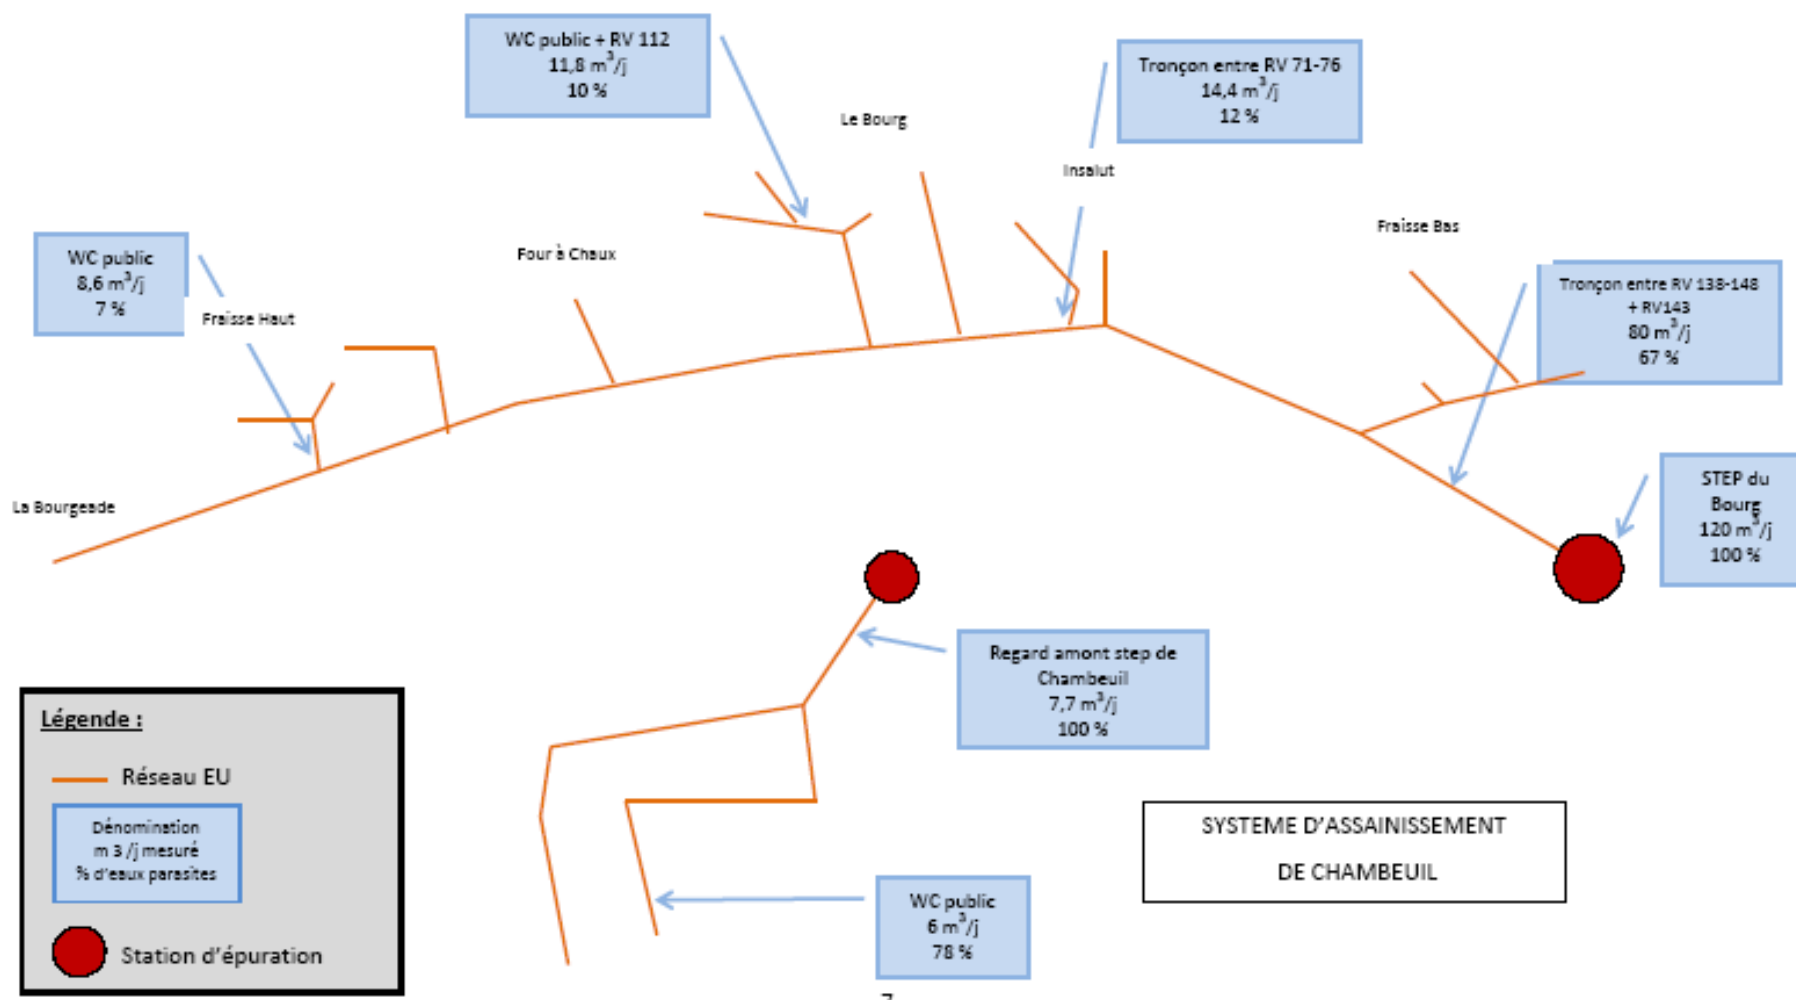 WC public + RV 112
11,8 m³/j
10 %
Tronçon entre RV 71-76
14,4 m³/j
12 %
Le Bourg
Insalut
Fraisse Bas
WC public
8,6 m³/j
7 %
Fraisse Haut
Four à Chaux
Tronçon entre RV 138-148
+ RV143
80 m³/j
67 %
La Bourgeade
STEP du
Bourg
120 m³/j
100 %
Regard amont step de
Chambeuil
7,7 m³/j
100 %
Légende :
Réseau EU
Dénomination
m 3 /j mesuré
% d'eaux parasites
Station d'épuration
SYSTEME D'ASSAINISSEMENT
DE CHAMBEUIL
WC public
6 m³/j
78 %
7